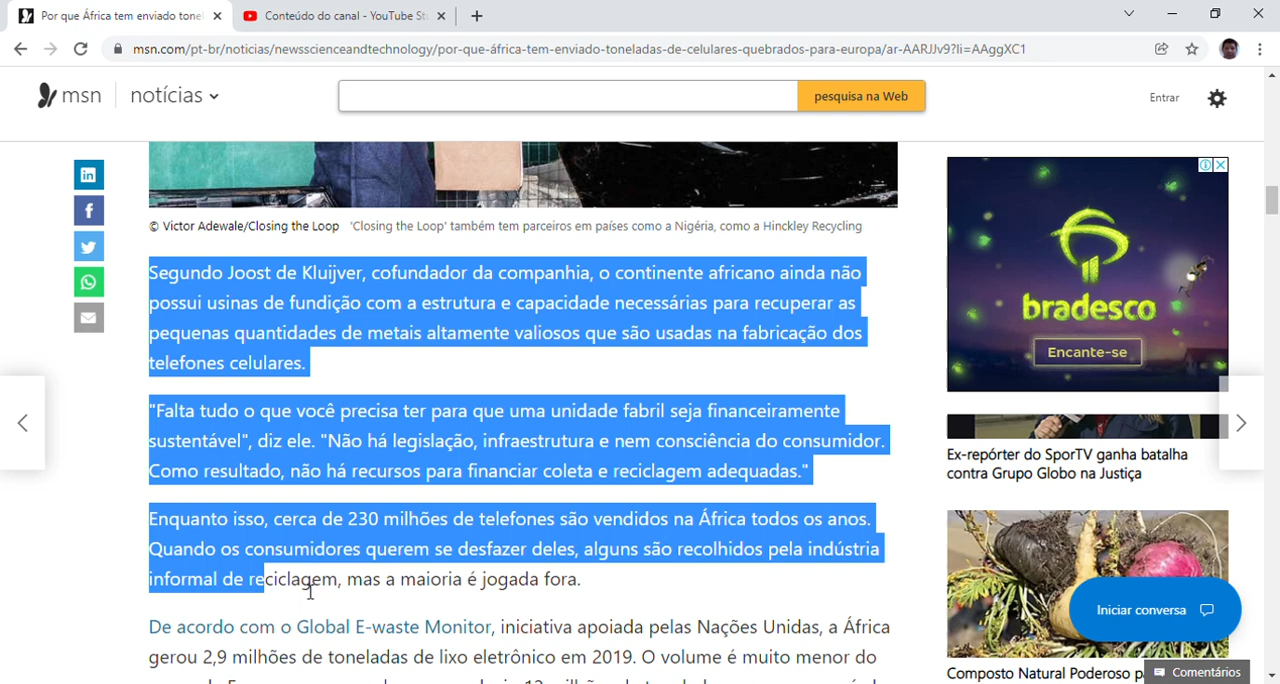 Por que África tem enviado tonel
Conteúdo do canal - YouTube St
msn.com/pt-br/noticias/newsscienceandtechnology/por-que-áfrica-tem-enviado-toneladas-de-celulares-quebrados-para-europa/ar-AARJJv9?li=AAggXC1
msn
notícias
pesquisa na Web
Entrar
© Victor Adewale/Closing the Loop 'Closing the Loop' também tem parceiros em países como a Nigéria, como a Hinckley Recycling
Segundo Joost de Kluijver, cofundador da companhia, o continente africano ainda não
possui usinas de fundição com a estrutura e capacidade necessárias para recuperar as
pequenas quantidades de metais altamente valiosos que são usadas na fabricação dos
telefones celulares.
"Falta tudo o que você precisa ter para que uma unidade fabril seja financeiramente
sustentável", diz ele. "Não há legislação, infraestrutura e nem consciência do consumidor.
Como resultado, não há recursos para financiar coleta e reciclagem adequadas."
Enquanto isso, cerca de 230 milhões de telefones são vendidos na África todos os anos.
Quando os consumidores querem se desfazer deles, alguns são recolhidos pela indústria
informal de reciclagem, mas a maioria é jogada fora.
De acordo com o Global E-waste Monitor, iniciativa apoiada pelas Nações Unidas, a África
gerou 2,9 milhões de toneladas de lixo eletrônico em 2019. O volume é muito menor do
bradesco
Encante-se
Ex-repórter do SporTV ganha batalha
contra Grupo Globo na Justiça
Iniciar conversa
Composto Natural Poderoso
Comentários